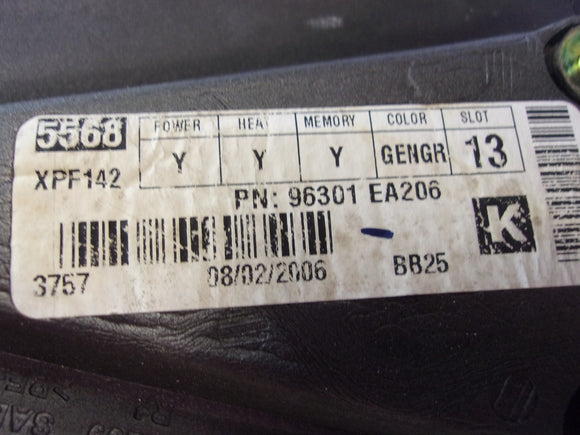 5568 POWER HEAT MEMORY COLOR SLOT
XPF142 Y Y Y GENGR 13
PN: 96301 EA206
K
3757 08/02/2006 BB25